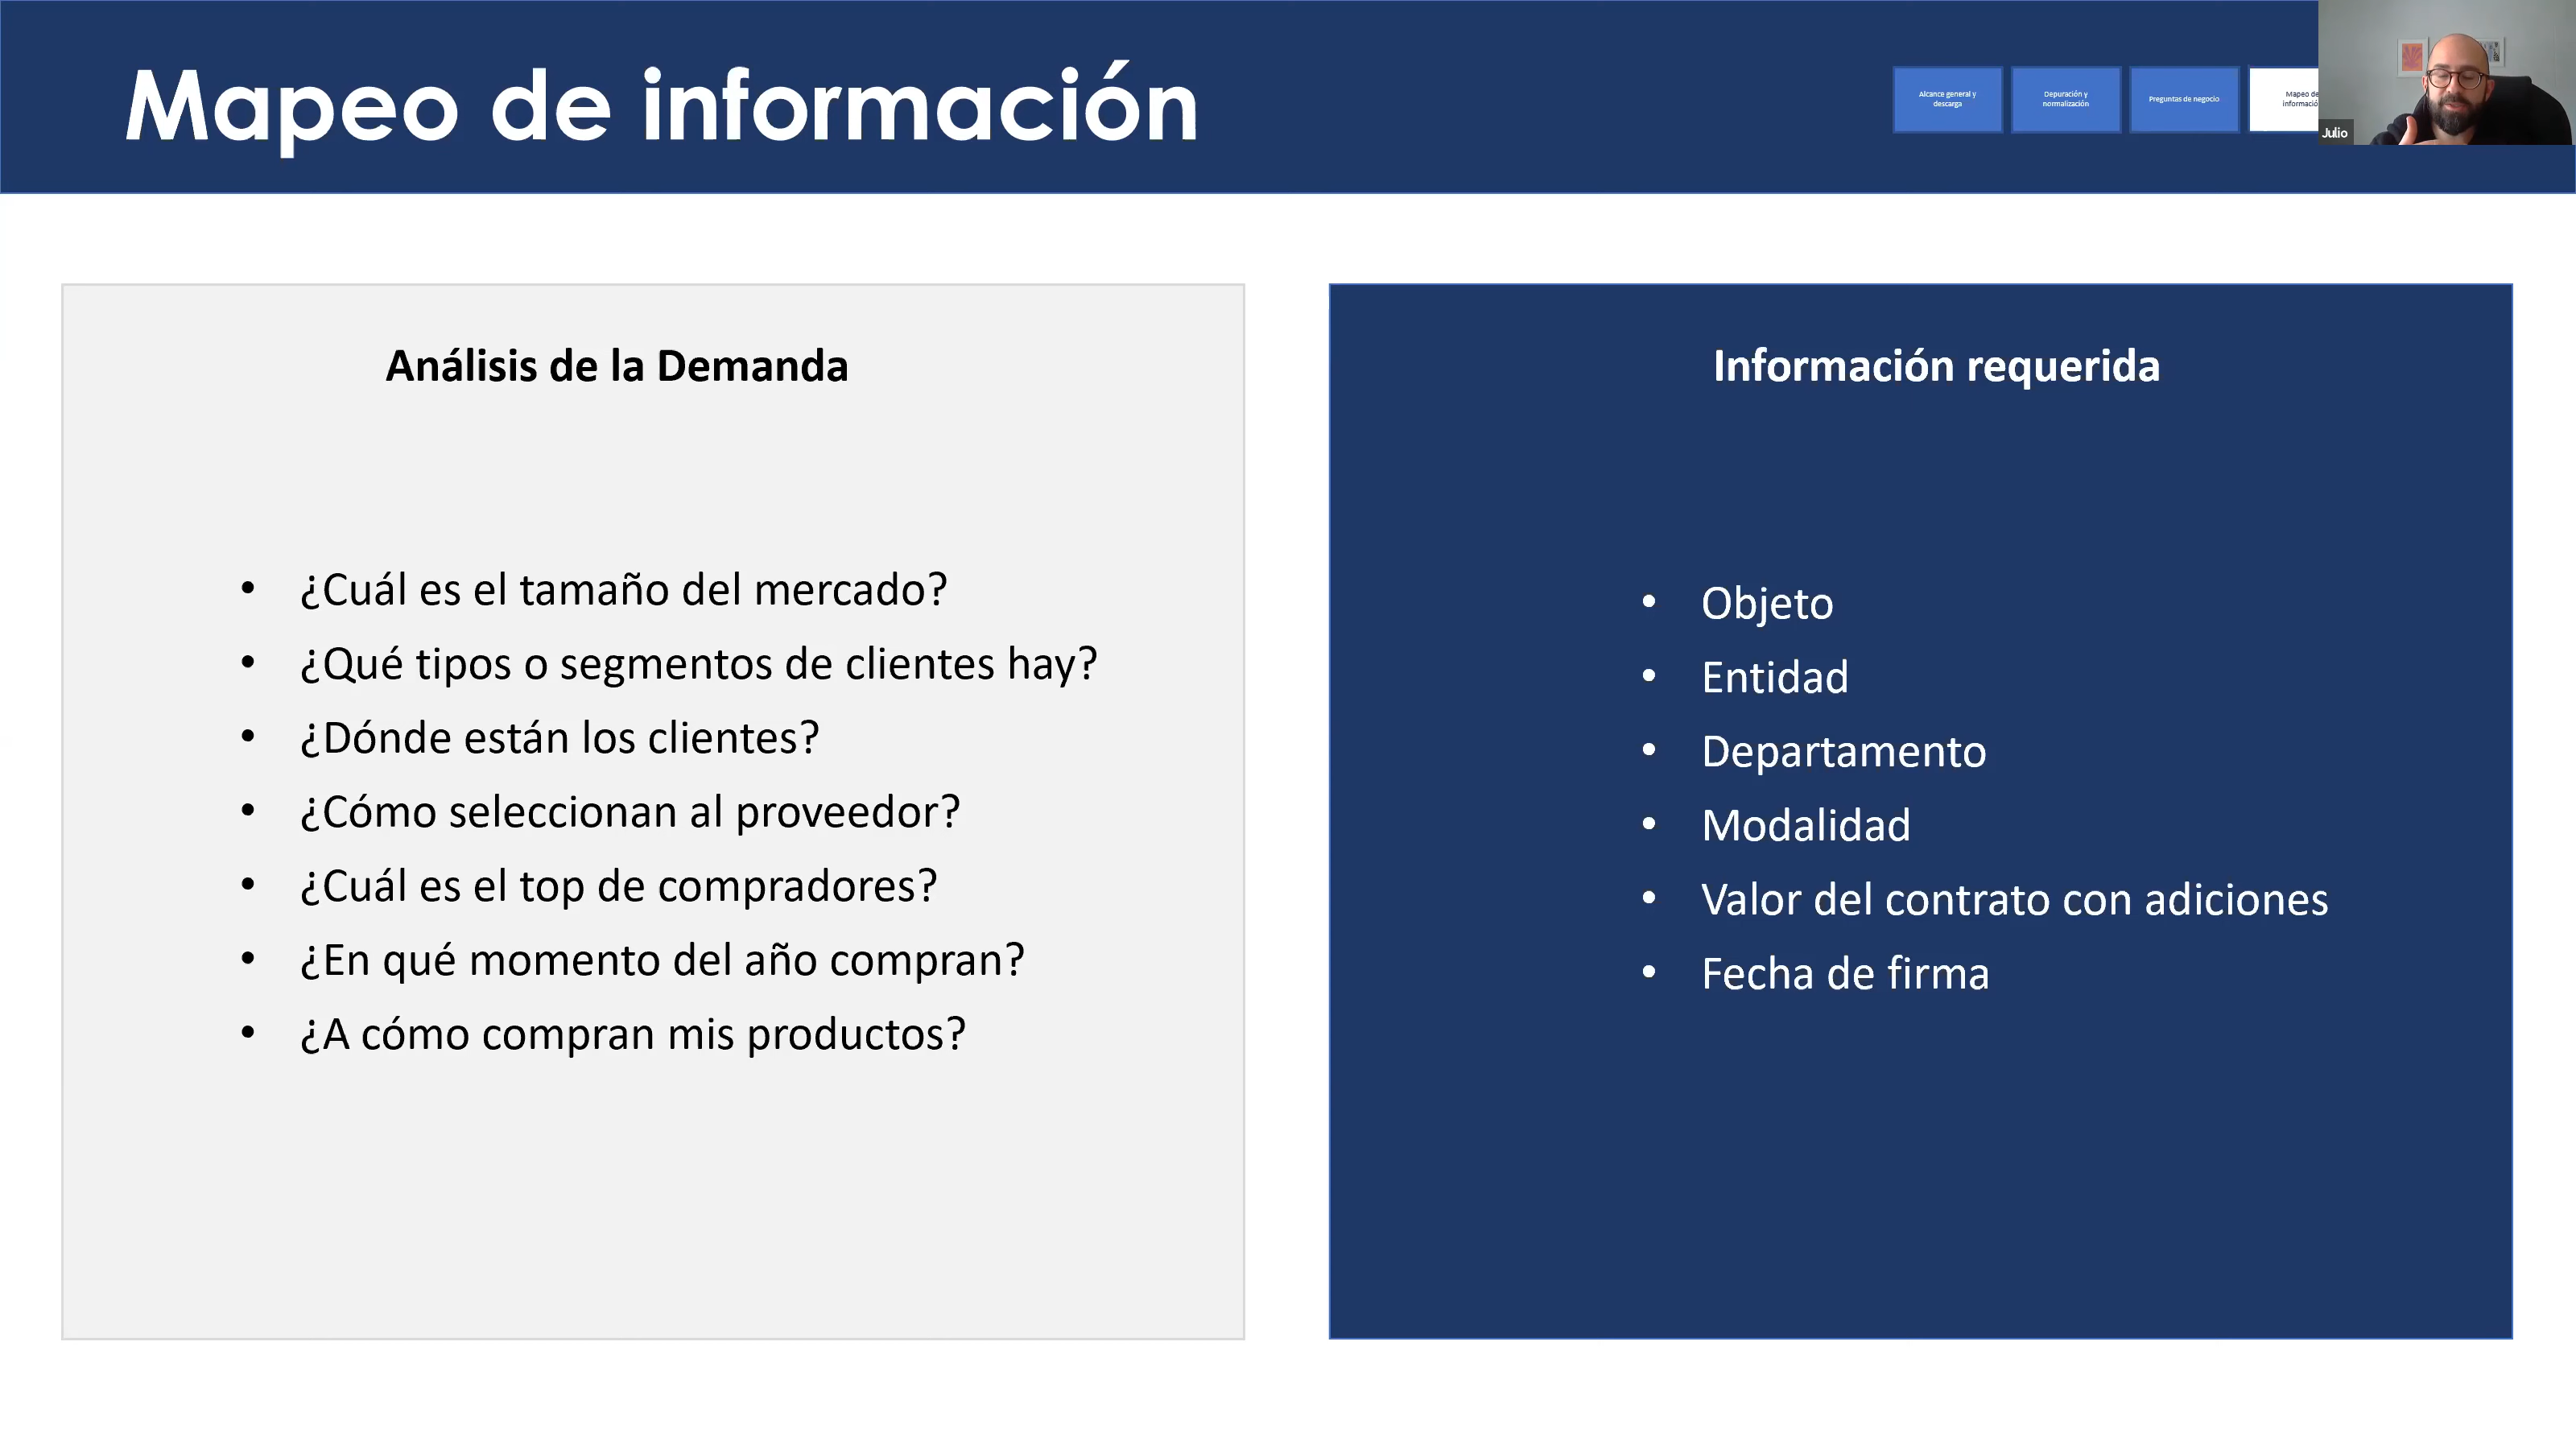 Mapeo de información
Alcance general y
descarga
Depuración y
normalización
Preguntas de negocio
Mapeo de
Julio
Análisis de la Demanda
• ¿Cuál es el tamaño del mercado?
• ¿Qué tipos o segmentos de clientes hay?
• ¿Dónde están los clientes?
• ¿Cómo seleccionan al proveedor?
• ¿Cuál es el top de compradores?
• ¿En qué momento del año compran?
• ¿A cómo compran mis productos?
Información requerida
• Objeto
• Entidad
• Departamento
• Modalidad
• Valor del contrato con adiciones
• Fecha de firma